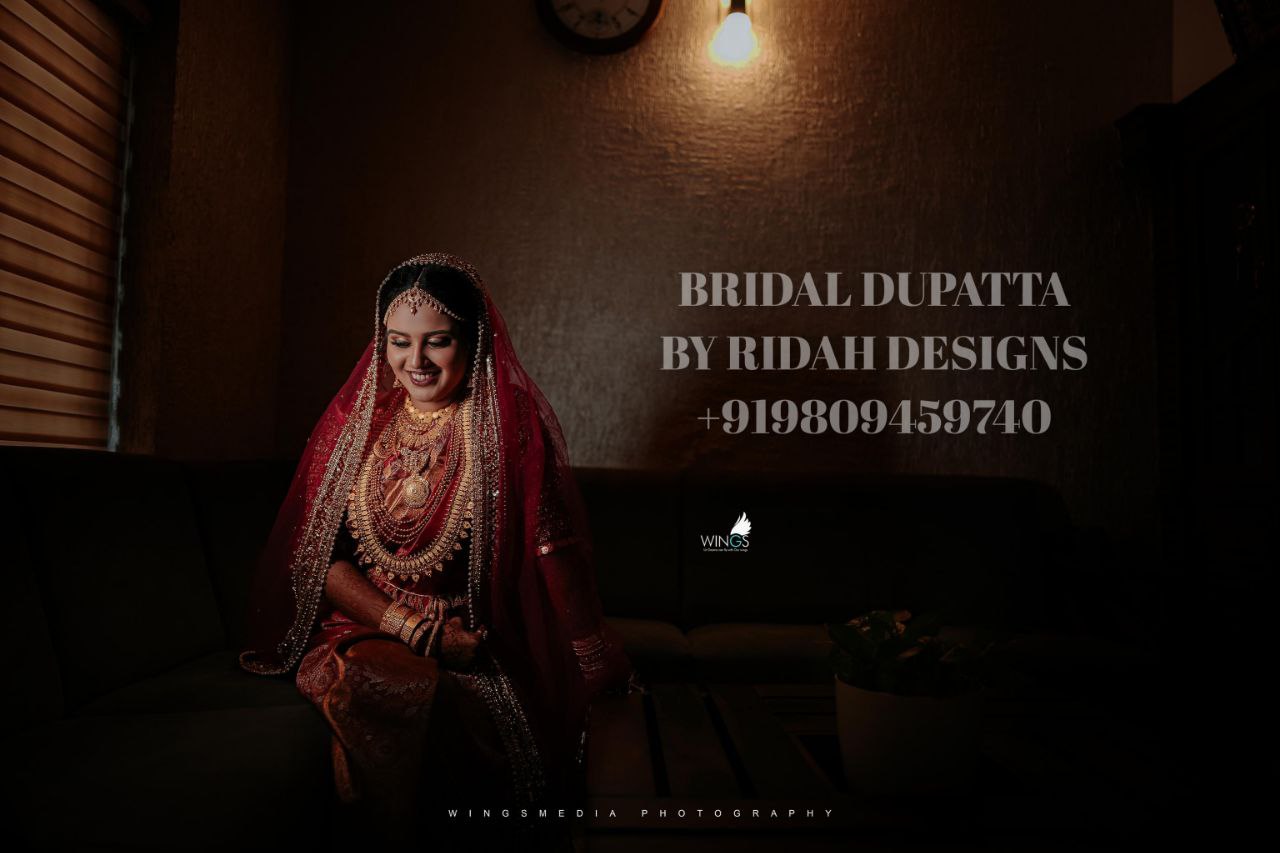 BRIDAL DUPATTA
BY RIDAH DESIGNS
+919809459740
WINGS
WINGSMEDIA PHOTOGRAPHY